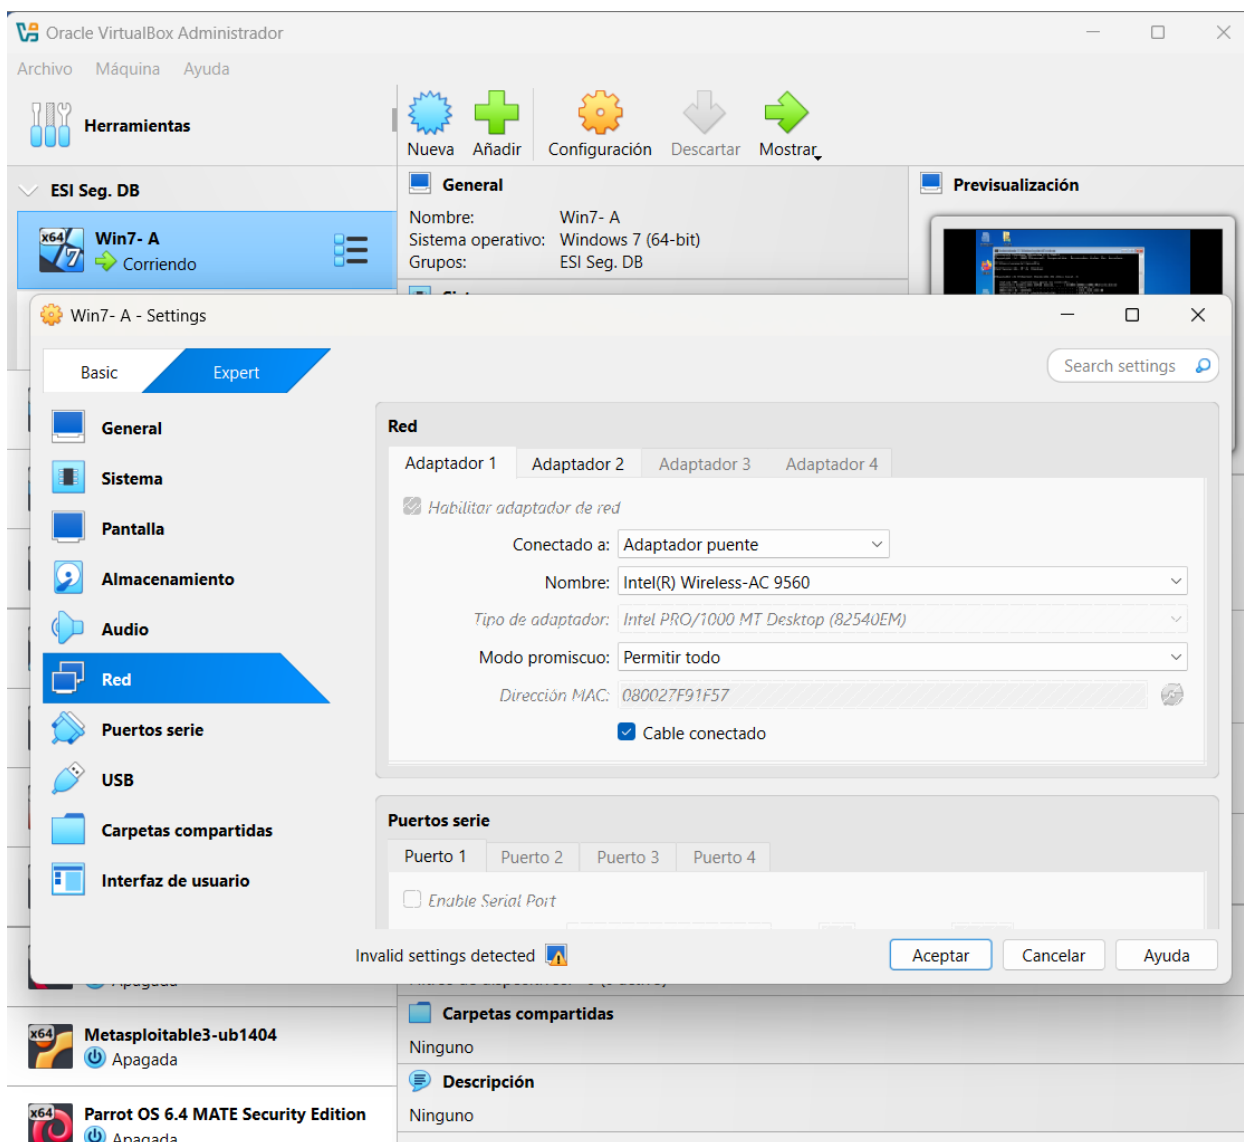 Oracle VirtualBox Administrador
Archivo Máquina Ayuda
Herramientas
Nueva Añadir Configuración Descartar Mostrar
ESI Seg. DB
x64 7 Win7- A
Corriendo
General
Nombre: Win7- A
Sistema operativo: Windows 7 (64-bit)
Grupos: ESI Seg. DB
Previsualización
Win7- A - Settings
Basic Expert
Search settings
General
Sistema
Pantalla
Almacenamiento
Audio
Red
Puertos serie
USB
Carpetas compartidas
Interfaz de usuario
Red
Adaptador 1 Adaptador 2 Adaptador 3 Adaptador 4
Habilitar adaptador de red
Conectado a: Adaptador puente
Nombre: Intel(R) Wireless-AC 9560
Tipo de adaptador: Intel PRO/1000 MT Desktop (82540EM)
Modo promiscuo: Permitir todo
Dirección MAC: 080027F91F57
Cable conectado
Puertos serie
Puerto 1 Puerto 2 Puerto 3 Puerto 4
Enable Serial Port
Invalid settings detected
Aceptar Cancelar Ayuda
Apagada
x64 Metasploitable3-ub1404
Apagada
x64 Parrot OS 6.4 MATE Security Edition
Apagada
Carpetas compartidas
Ninguno
Descripción
Ninguno